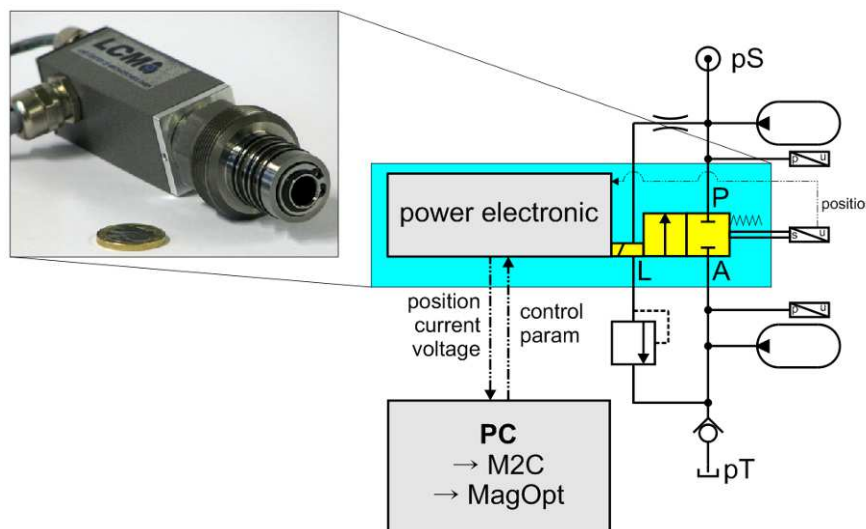 LCM
pS
p u
P
power electronic
positio
s u
L
A
position
current
voltage
control
param
p u
PC
→ M2C
→ MagOpt
pT